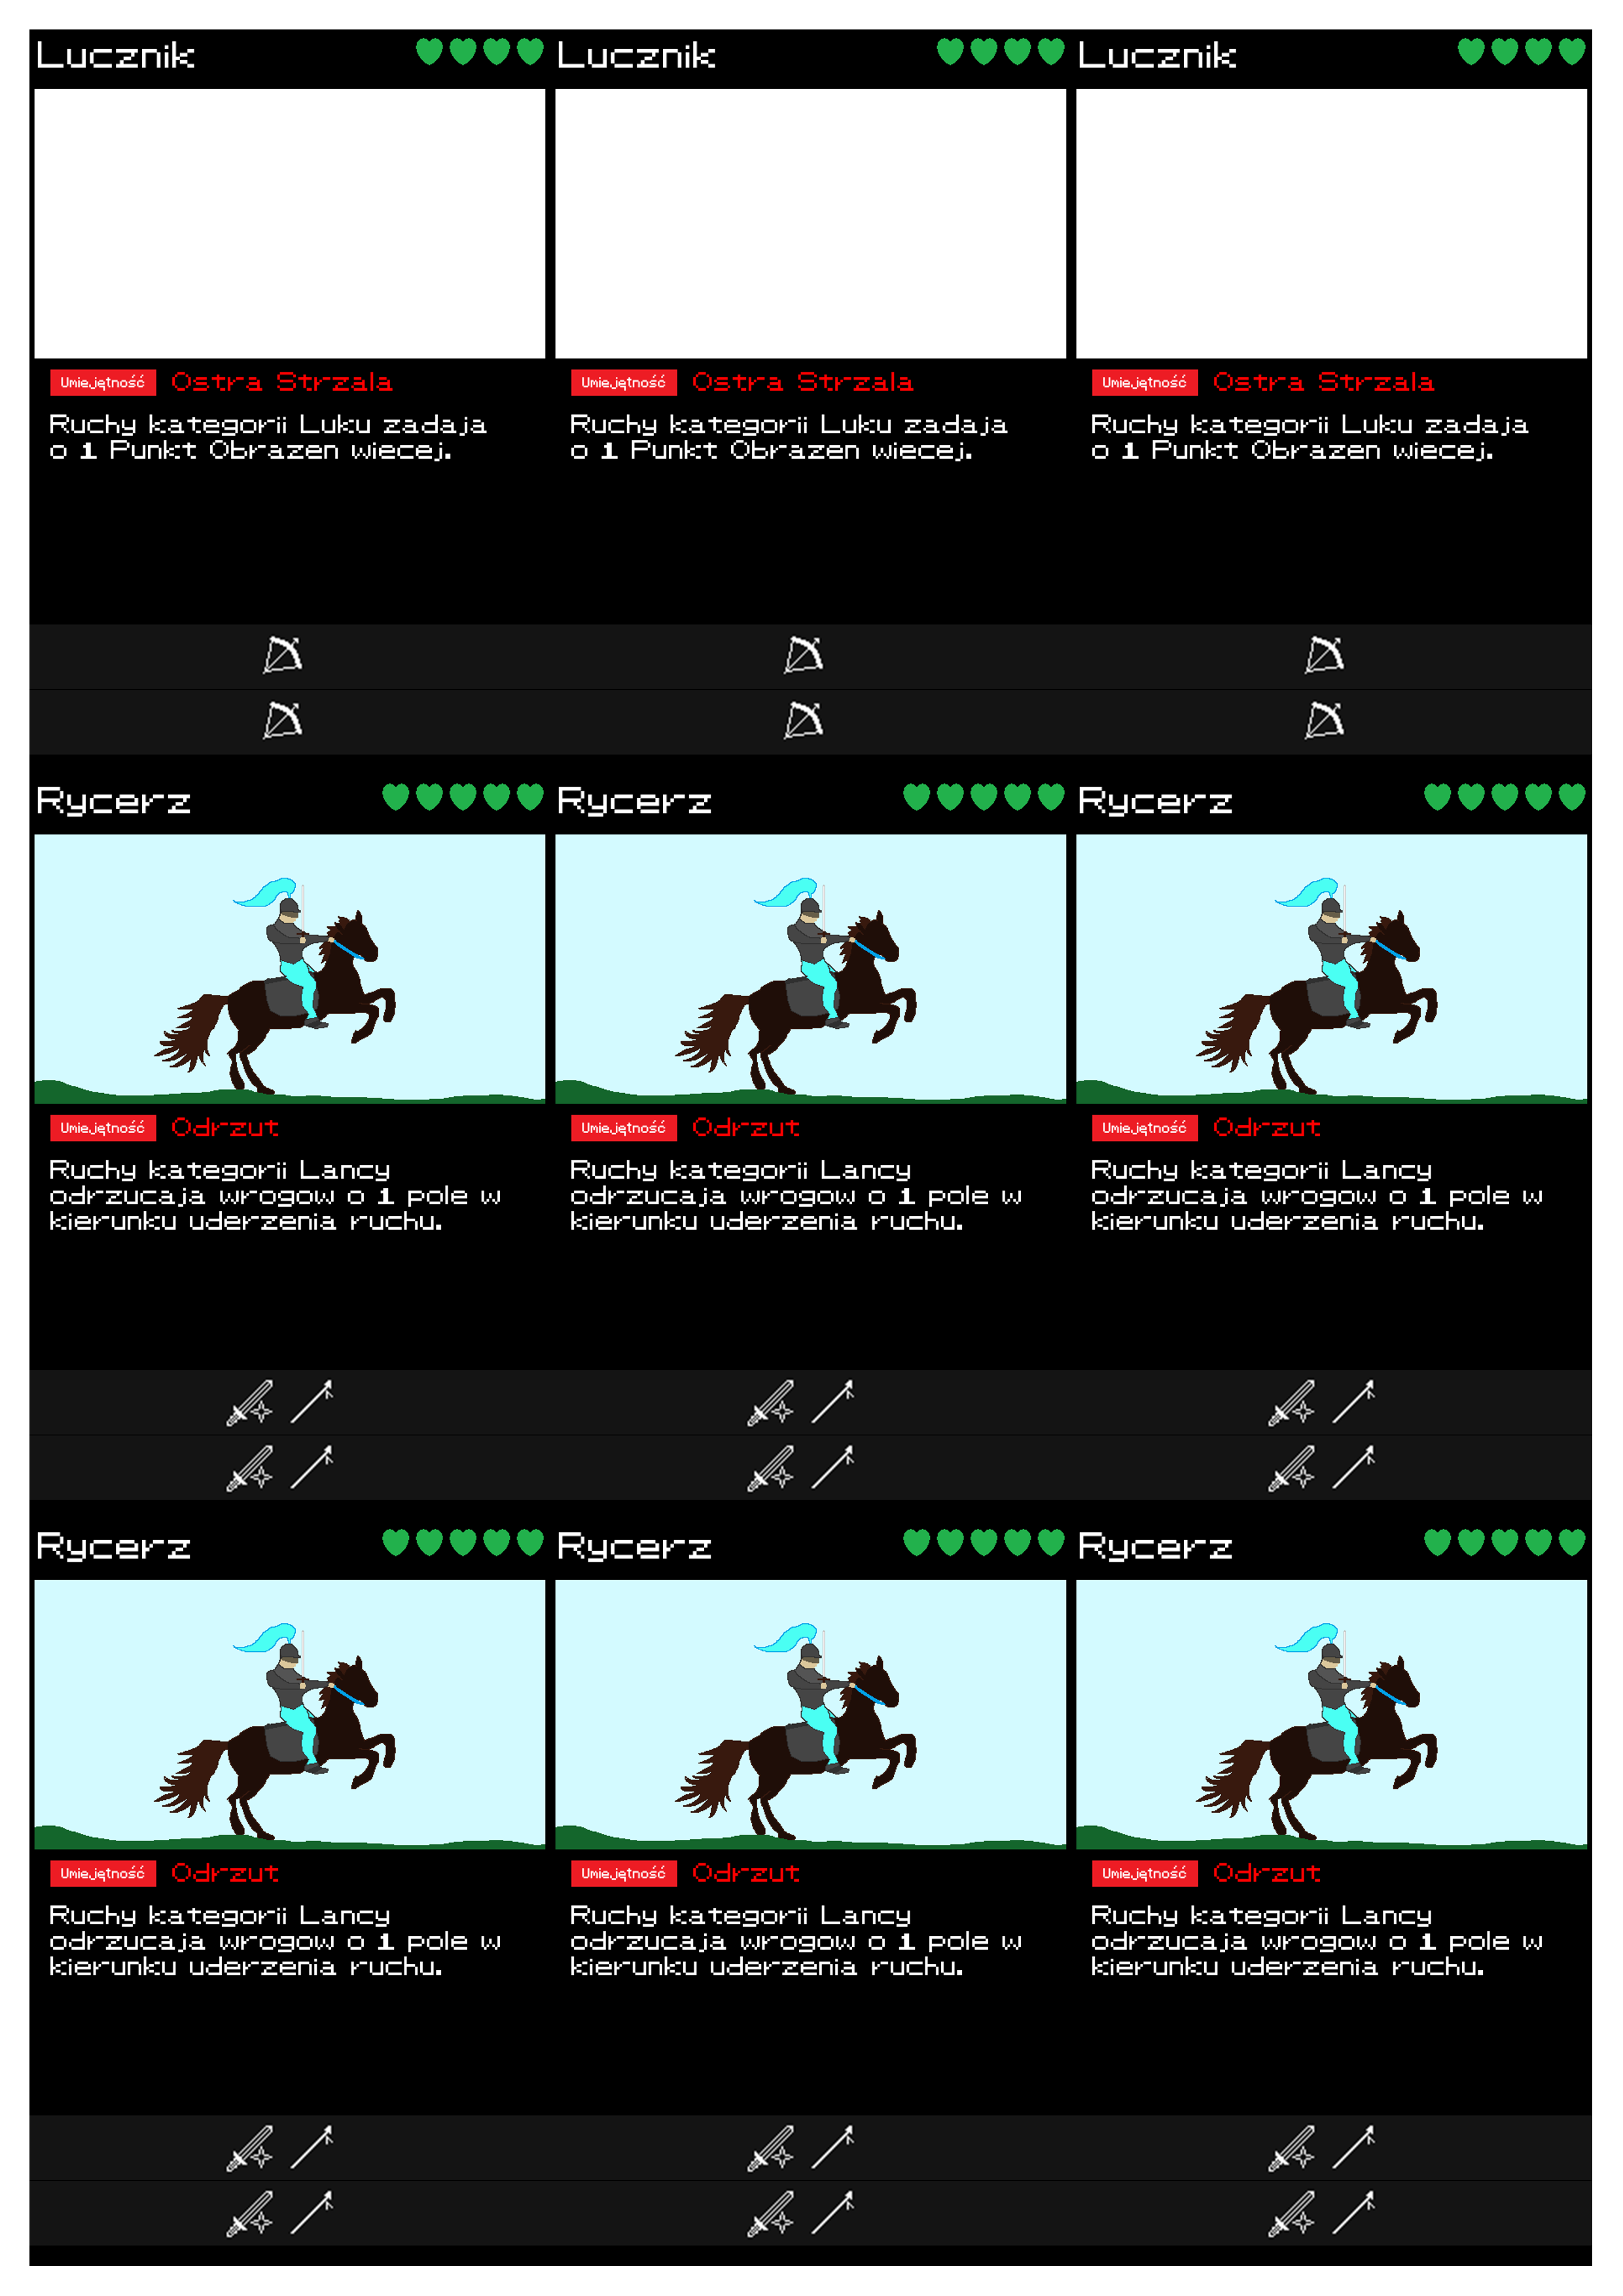 Lucznik Lucznik Lucznik
Umiejętność Ostra Strzala Umiejętność Ostra Strzala Umiejętność Ostra Strzala
Ruchy kategorii Luku zadaja Ruchy kategorii Luku zadaja Ruchy kategorii Luku zadaja
o 1 Punkt Obrazen wiecej. o 1 Punkt Obrazen wiecej. o 1 Punkt Obrazen wiecej.
Rycerz Rycerz Rycerz
Umiejętność Odrzut Umiejętność Odrzut Umiejętność Odrzut
Ruchy kategorii Lancy Ruchy kategorii Lancy Ruchy kategorii Lancy
odrzucaja wrogow o 1 pole w odrzucaja wrogow o 1 pole w odrzucaja wrogow o 1 pole w
kierunku uderzenia ruchu. kierunku uderzenia ruchu. kierunku uderzenia ruchu.
Rycerz Rycerz Rycerz
Umiejętność Odrzut Umiejętność Odrzut Umiejętność Odrzut
Ruchy kategorii Lancy Ruchy kategorii Lancy Ruchy kategorii Lancy
odrzucaja wrogow o 1 pole w odrzucaja wrogow o 1 pole w odrzucaja wrogow o 1 pole w
kierunku uderzenia ruchu. kierunku uderzenia ruchu. kierunku uderzenia ruchu.